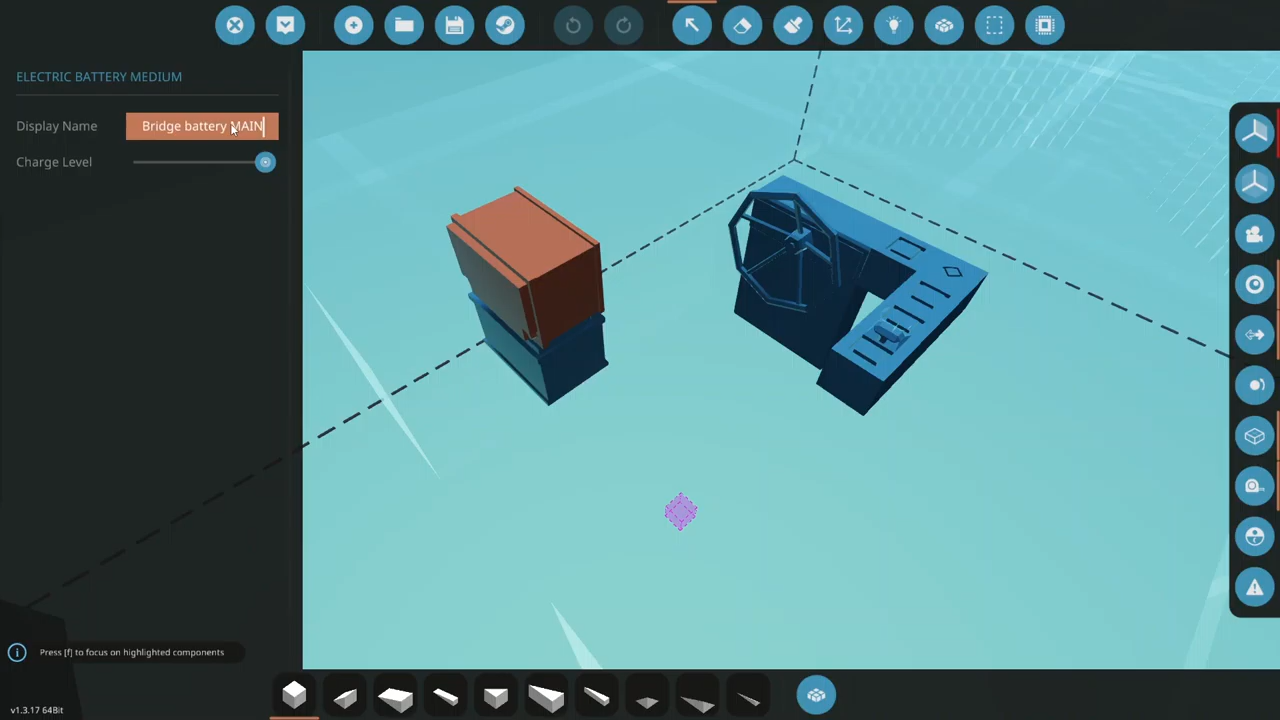 ELECTRIC BATTERY MEDIUM
Display Name
Bridge battery MAIN
Charge Level
Press [f] to focus on highlighted components
v1.3.17 64Bit